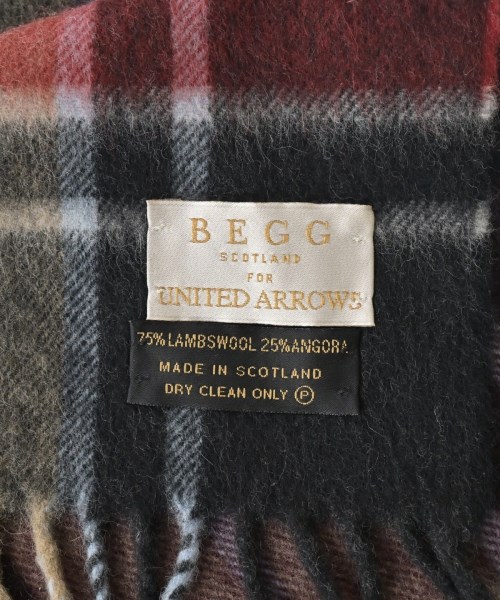 BEGG
SCOTLAND
FOR
UNITED ARROWS
75% LAMBSWOOL 25% ANGORA
MADE IN SCOTLAND
DRY CLEAN ONLY Ⓟ